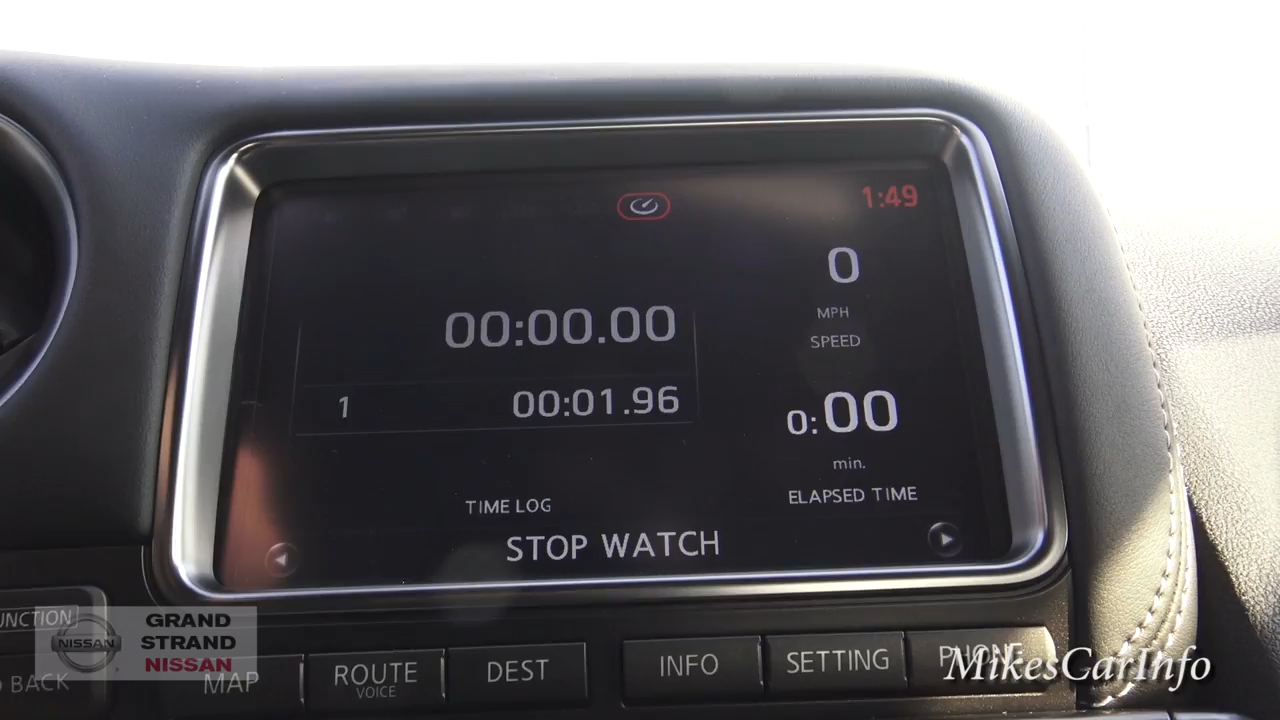 1:49
0
MPH
SPEED
00:00.00
1 00:01.96
0:00
min.
ELAPSED TIME
TIME LOG
STOP WATCH
UNCTION
BACK
MAP
ROUTE
VOICE
DEST
INFO
SETTING
PHONE
NISSAN
GRAND
STRAND
NISSAN
MikesCarInfo